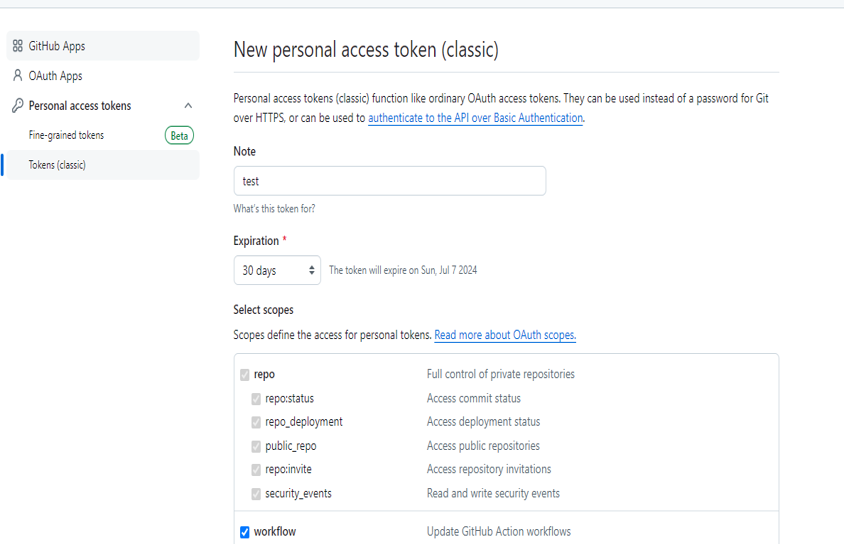 GitHub Apps
OAuth Apps
Personal access tokens
Fine-grained tokens Beta
Tokens (classic)
New personal access token (classic)
Personal access tokens (classic) function like ordinary OAuth access tokens. They can be used instead of a password for Git
over HTTPS, or can be used to authenticate to the API over Basic Authentication.
Note
test
What's this token for?
Expiration *
30 days The token will expire on Sun, Jul 7 2024
Select scopes
Scopes define the access for personal tokens. Read more about OAuth scopes.
repo Full control of private repositories
repo:status Access commit status
repo_deployment Access deployment status
public_repo Access public repositories
repo:invite Access repository invitations
security_events Read and write security events
workflow Update GitHub Action workflows